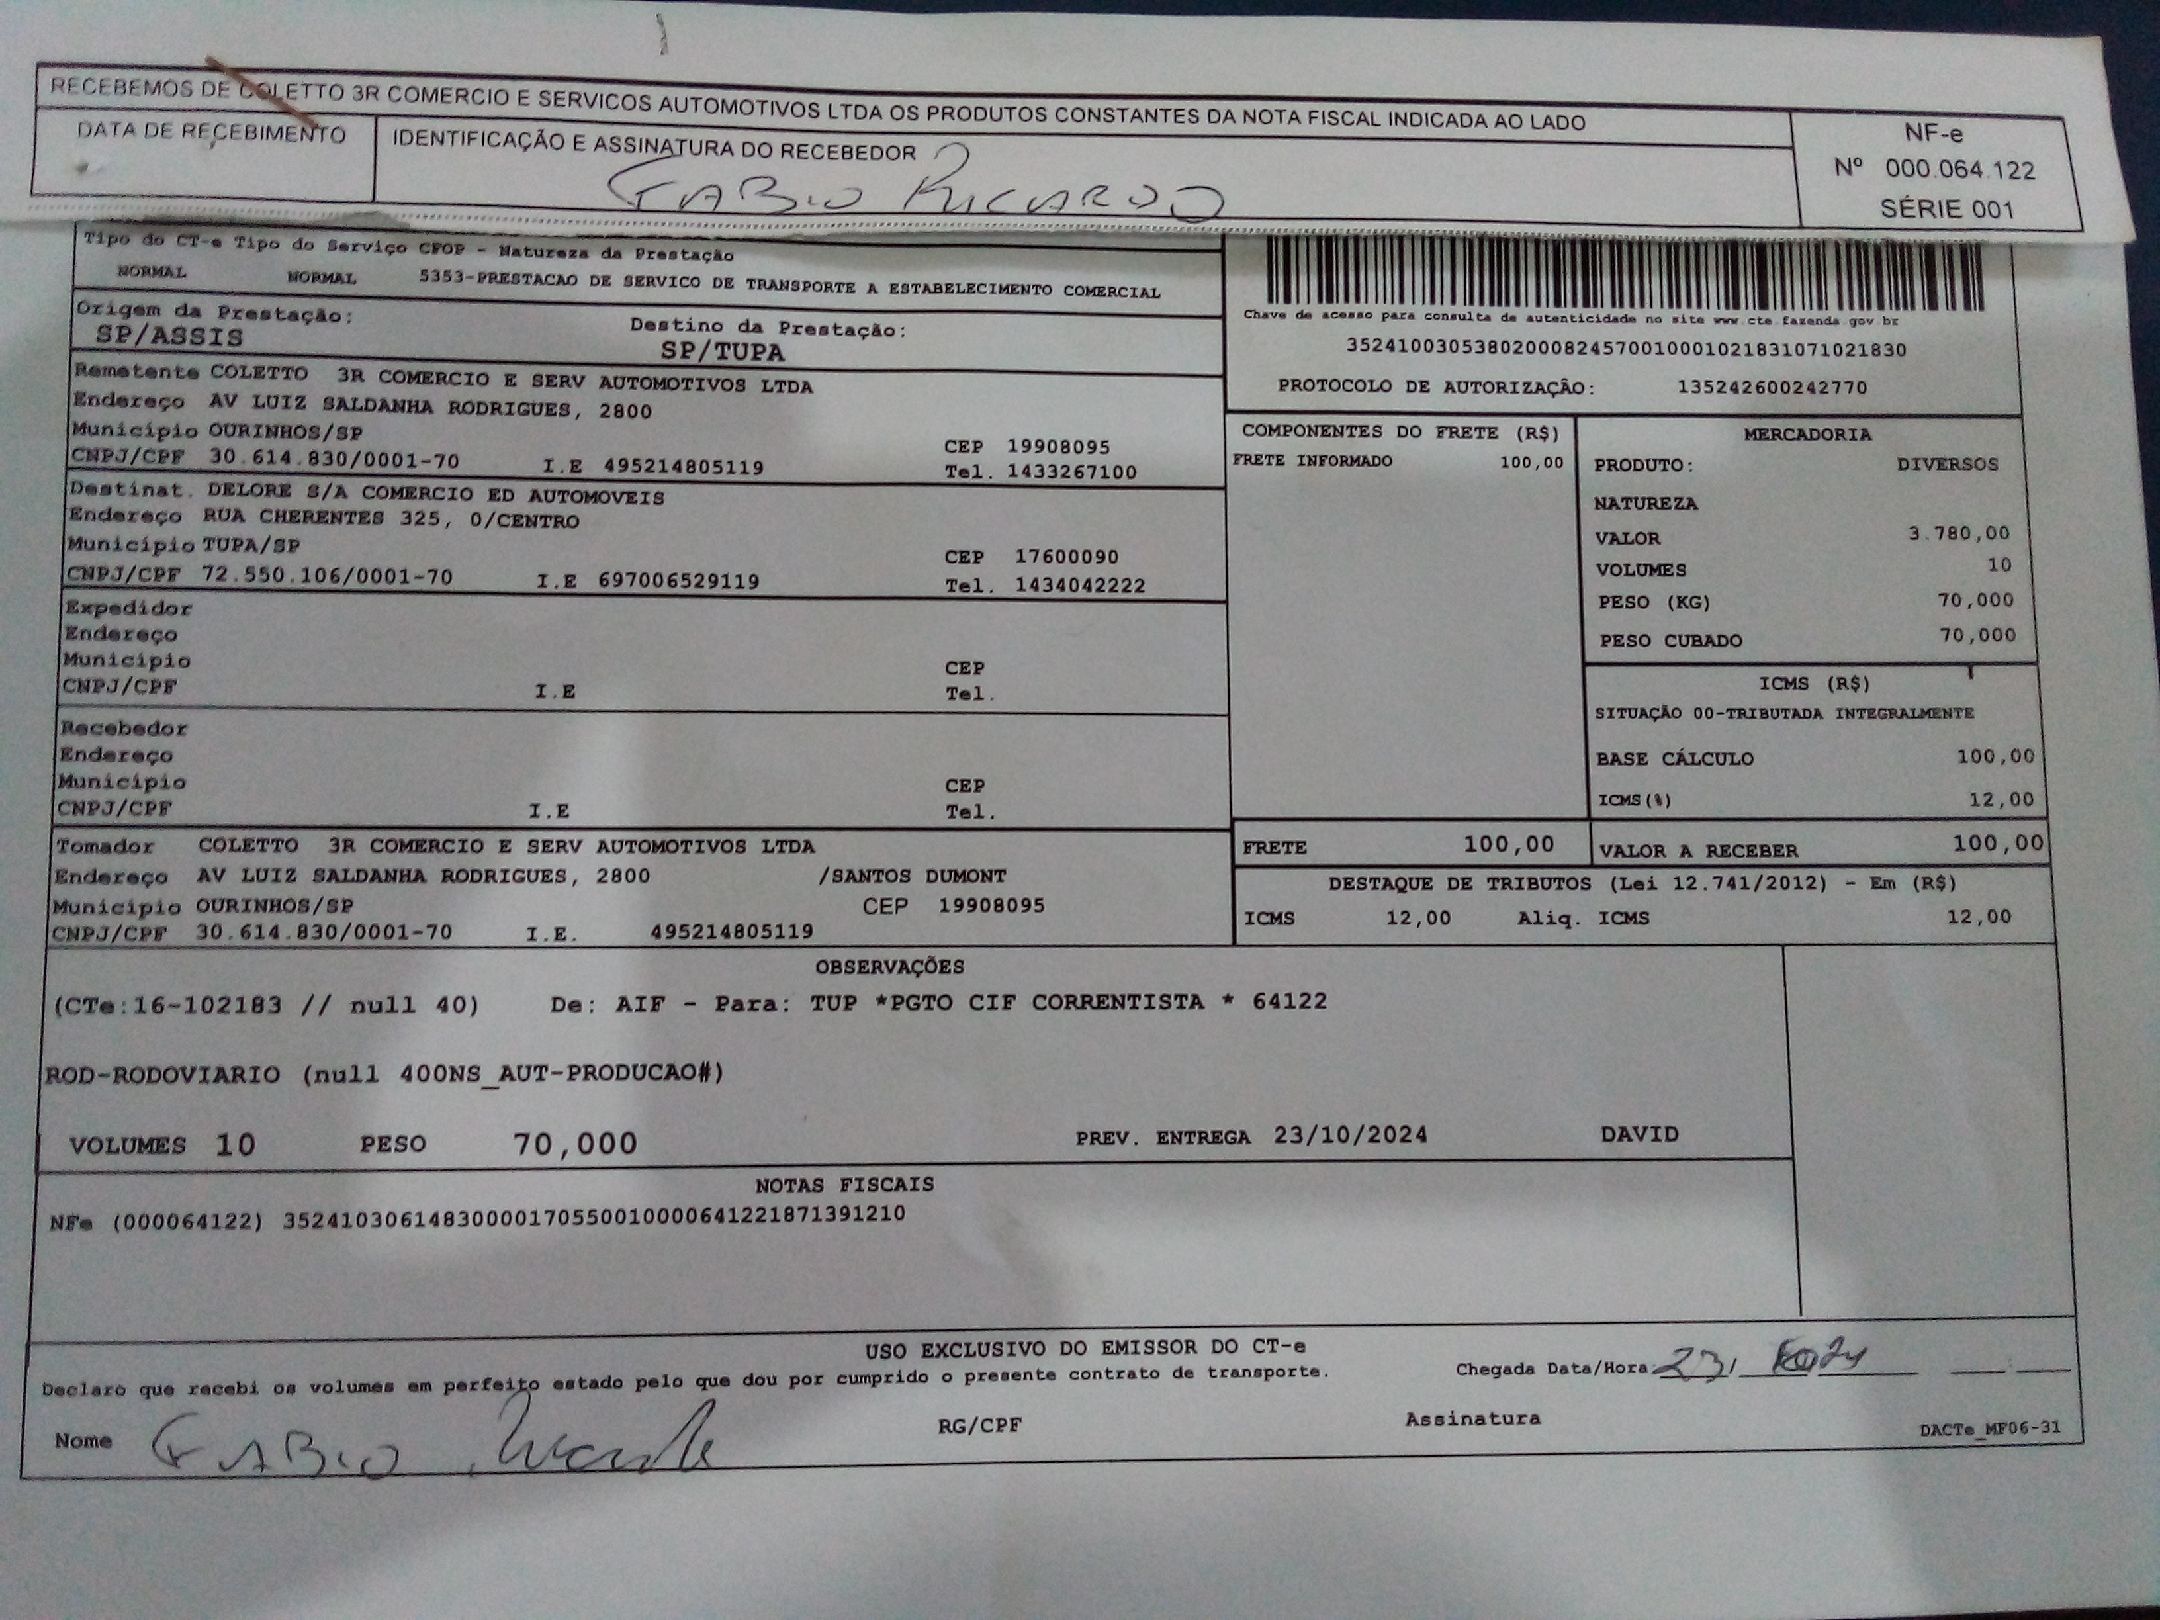 RECEBEMOS DE COLETTO 3R COMERCIO E SERVICOS AUTOMOTIVOS LTDA OS PRODUTOS CONSTANTES DA NOTA FISCAL INDICADA AO LADO
DATA DE RECEBIMENTO
IDENTIFICAÇÃO E ASSINATURA DO RECEBEDOR
FABIO RICARDO
NF-e
Nº 000.064.122
SÉRIE 001
Tipo do CT-e Tipo do Serviço CFOP - Natureza da Prestação
NORMAL NORMAL 5353-PRESTACAO DE SERVICO DE TRANSPORTE A ESTABELECIMENTO COMERCIAL
Origem da Prestação: Destino da Prestação:
SP/ASSIS SP/TUPA
Chave de acesso para consulta de autenticidade no site www.cte.fazenda.gov.br
35241003053802000824570010001021831071021830
PROTOCOLO DE AUTORIZAÇÃO: 135242600242770
Remetente COLETTO 3R COMERCIO E SERV AUTOMOTIVOS LTDA
Endereço AV LUIZ SALDANHA RODRIGUES, 2800
Município OURINHOS/SP CEP 19908095
CNPJ/CPF 30.614.830/0001-70 I.E 495214805119 Tel. 1433267100
Destinat. DELORE S/A COMERCIO ED AUTOMOVEIS
Endereço RUA CHERENTES 325, 0/CENTRO
Município TUPA/SP CEP 17600090
CNPJ/CPF 72.550.106/0001-70 I.E 697006529119 Tel. 1434042222
Expedidor
Endereço
Município CEP
CNPJ/CPF I.E Tel.
Recebedor
Endereço
Município CEP
CNPJ/CPF I.E Tel.
Tomador COLETTO 3R COMERCIO E SERV AUTOMOTIVOS LTDA
Endereço AV LUIZ SALDANHA RODRIGUES, 2800 /SANTOS DUMONT
Município OURINHOS/SP CEP 19908095
CNPJ/CPF 30.614.830/0001-70 I.E. 495214805119
COMPONENTES DO FRETE (R$)
FRETE INFORMADO 100,00
MERCADORIA
PRODUTO: DIVERSOS
NATUREZA
VALOR 3.780,00
VOLUMES 10
PESO (KG) 70,000
PESO CUBADO 70,000
ICMS (R$)
SITUAÇÃO 00-TRIBUTADA INTEGRALMENTE
BASE CÁLCULO 100,00
ICMS(%) 12,00
FRETE 100,00 VALOR A RECEBER 100,00
DESTAQUE DE TRIBUTOS (Lei 12.741/2012) - Em (R$)
ICMS 12,00 Aliq. ICMS 12,00
OBSERVAÇÕES
(CTe:16-102183 // null 40) De: AIF - Para: TUP *PGTO CIF CORRENTISTA * 64122
ROD-RODOVIARIO (null 400NS_AUT-PRODUCAO#)
VOLUMES 10 PESO 70,000 PREV. ENTREGA 23/10/2024 DAVID
NOTAS FISCAIS
NFe (000064122) 35241030614830000170550010000641221871391210
USO EXCLUSIVO DO EMISSOR DO CT-e
Declaro que recebi os volumes em perfeito estado pelo que dou por cumprido o presente contrato de transporte.
Chegada Data/Hora: 23
Nome FABIO RG/CPF Assinatura
DACTe_MF06-31